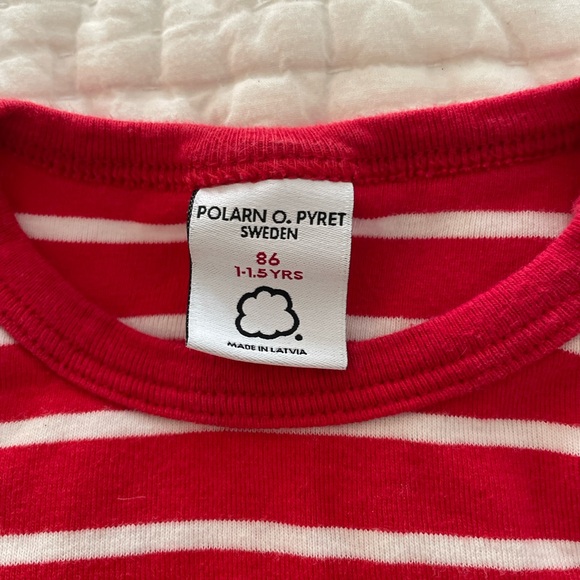 POLARN O. PYRET
SWEDEN
86
1-1.5 YRS
MADE IN LATVIA